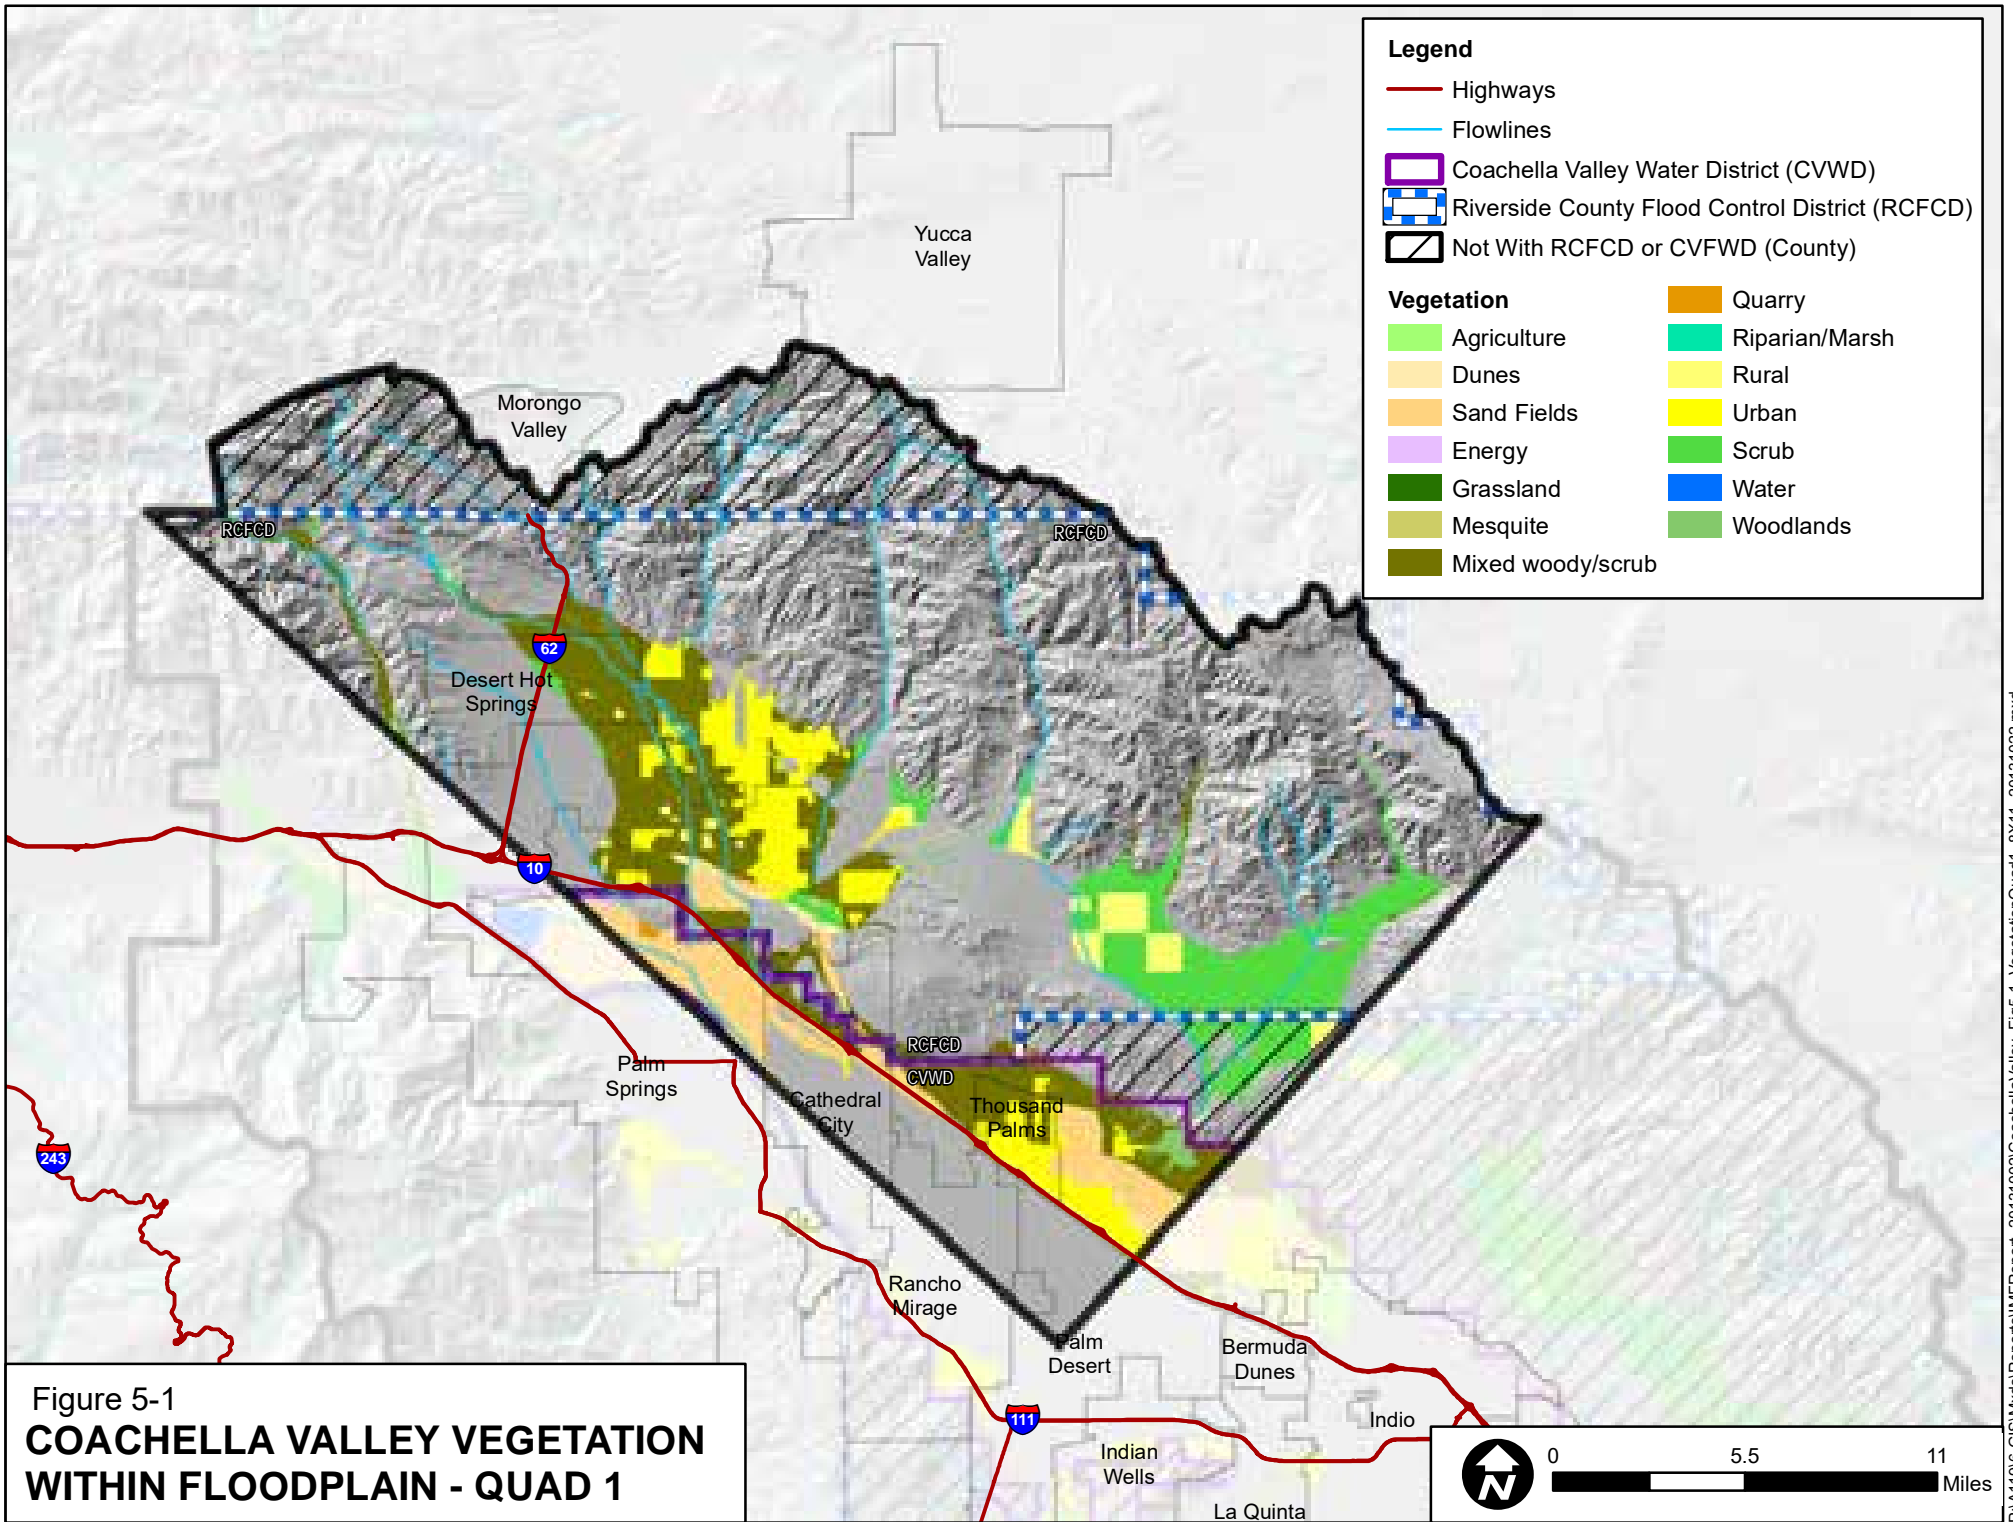 Legend
Highways
Flowlines
Coachella Valley Water District (CVWD)
Riverside County Flood Control District (RCFCD)
Not With RCFCD or CVFWD (County)
Vegetation
Agriculture
Dunes
Sand Fields
Energy
Grassland
Mesquite
Mixed woody/scrub
Quarry
Riparian/Marsh
Rural
Urban
Scrub
Water
Woodlands
Yucca
Valley
Morongo
Valley
RCFCD
RCFCD
62
Desert Hot
Springs
10
RCFCD
CVWD
Palm
Springs
Cathedral
City
Thousand
Palms
243
Rancho
Mirage
Palm
Desert
Bermuda
Dunes
111
Indio
Indian
Wells
La Quinta
Figure 5-1
COACHELLA VALLEY VEGETATION
WITHIN FLOODPLAIN - QUAD 1
N
0 5.5 11
Miles